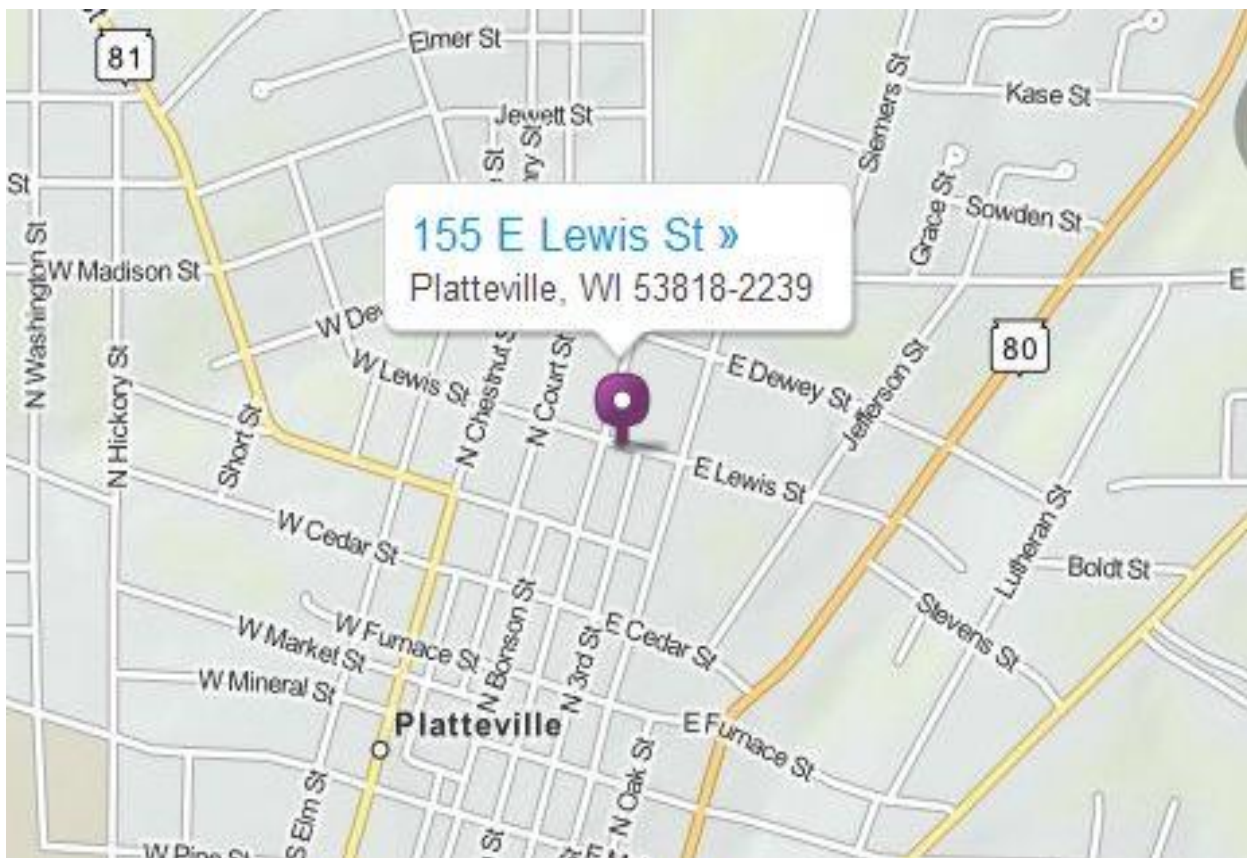 St
81
Elmer St
Siemers St
Kase St
Jewett St
St
Grace St
Sowden St
155 E Lewis St »
Platteville, WI 53818-2239
N Washington St
W Madison St
E
80
W Lewis St
N Chestnut
N Court St
E Dewey St
Jefferson St
N Hickory St
Short St
E Lewis St
Lutheran St
W Cedar St
Boldt St
Stevens St
W Furnace St
N Bonson St
N 3rd St
E Cedar St
W Market St
W Mineral St
Platteville
E Furnace St
N Oak St
S Elm St
St
W Pine St